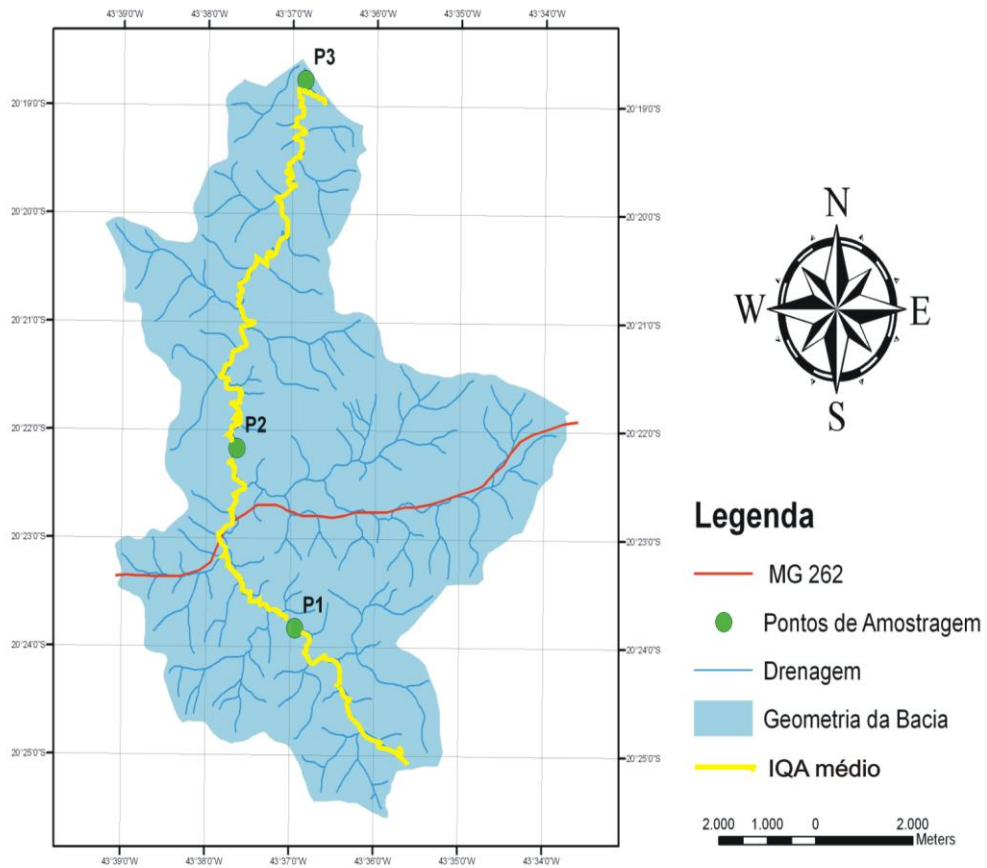 43°39'0"W 43°38'0"W 43°37'0"W 43°36'0"W 43°35'0"W 43°34'0"W
P3
20°19'0"S 20°19'0"S
20°20'0"S 20°20'0"S
N
W E
S
20°21'0"S 20°21'0"S
P2
20°22'0"S 20°22'0"S
20°23'0"S 20°23'0"S
P1
20°24'0"S 20°24'0"S
20°25'0"S 20°25'0"S
43°39'0"W 43°38'0"W 43°37'0"W 43°36'0"W 43°35'0"W 43°34'0"W
Legenda
MG 262
Pontos de Amostragem
Drenagem
Geometria da Bacia
IQA médio
2.000 1.000 0 2.000
Meters